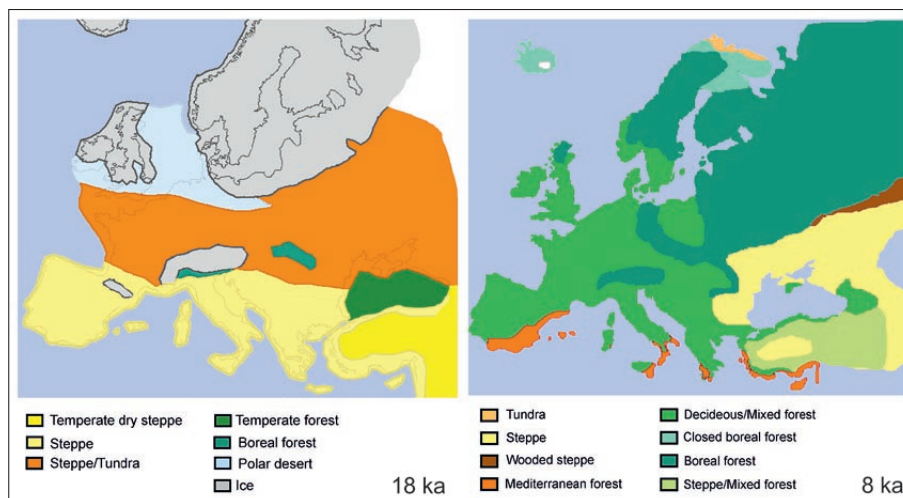 Temperate dry steppe
Steppe
Steppe/Tundra
Temperate forest
Boreal forest
Polar desert
Ice
18 ka
Tundra
Steppe
Wooded steppe
Mediterranean forest
Decideous/Mixed forest
Closed boreal forest
Boreal forest
Steppe/Mixed forest
8 ka